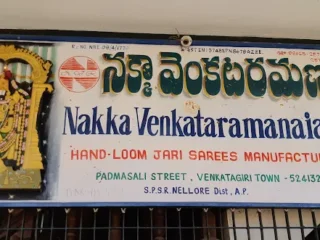 నక్కా వెంకటరమణ
Nakka Venkataramanaia
HAND-LOOM JARI SAREES MANUFACTU
PADMASALI STREET, VENKATAGIRI TOWN - 524132
S.P.S.R. NELLORE Dist, A.P.